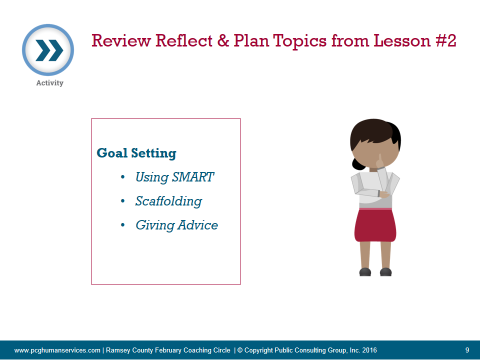 Review Reflect & Plan Topics from Lesson #2
Activity
Goal Setting
• Using SMART
• Scaffolding
• Giving Advice
www.pcghumanservices.com | Ramsey County February Coaching Circle | © Copyright Public Consulting Group, Inc. 2016
9